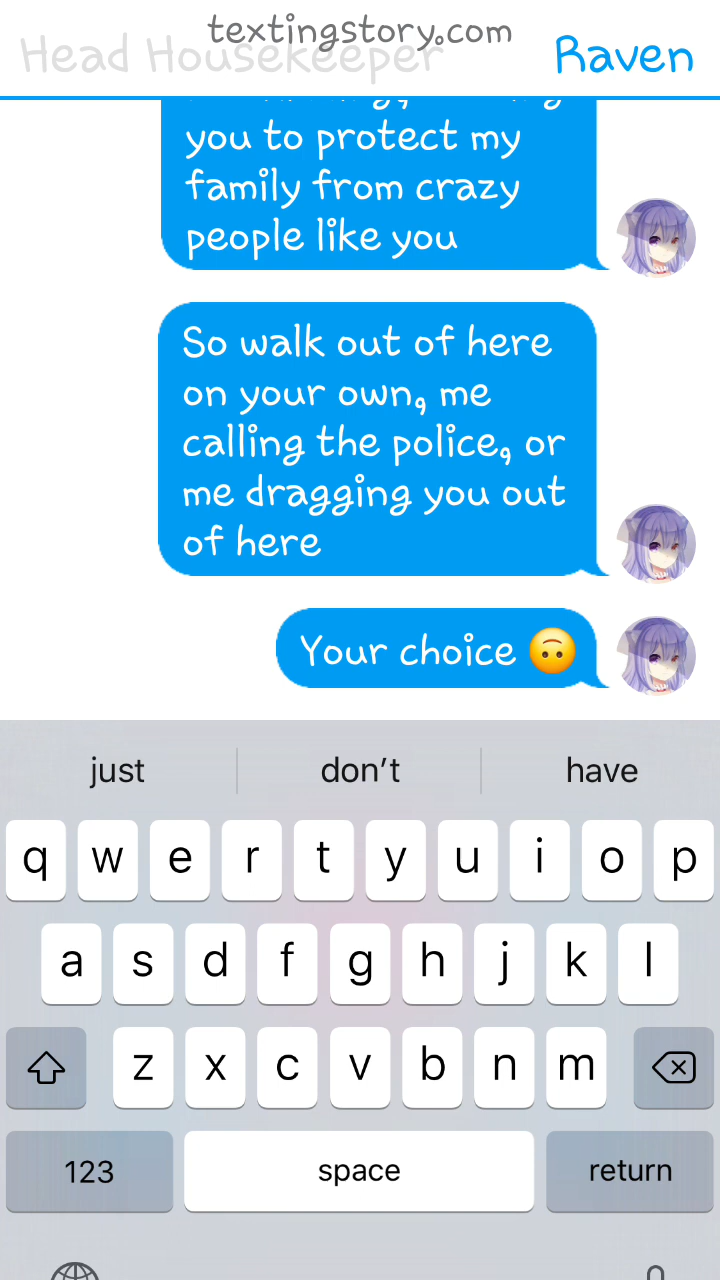 textingstory.com
Head Housekeeper
Raven
you to protect my
family from crazy
people like you
So walk out of here
on your own, me
calling the police, or
me dragging you out
of here
Your choice 🙃
just don't have
q w e r t y u i o p
a s d f g h j k l
z x c v b n m
123 space return